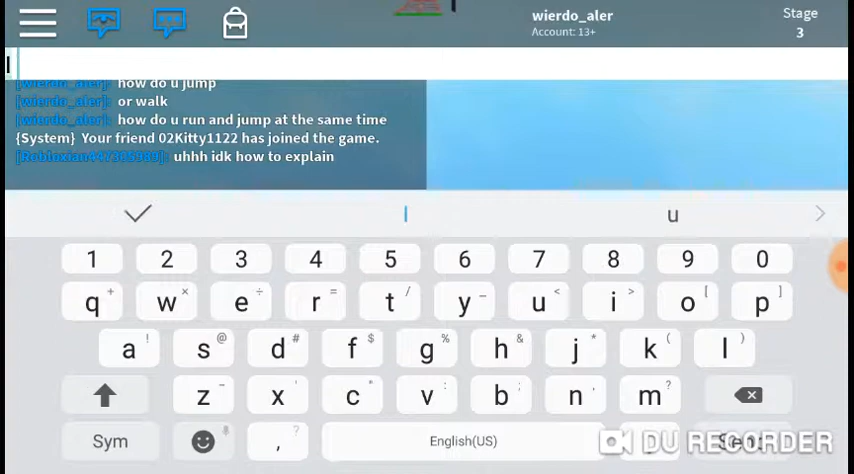 wierdo_aler
Account: 13+
Stage
3
l
[wierdo_aler]: how do u jump
[wierdo_aler]: or walk
[wierdo_aler]: how do u run and jump at the same time
{System} Your friend 02Kitty1122 has joined the game.
uhhh idk how to explain
l u
1 2 3 4 5 6 7 8 9 0
q + w × e ÷ r = t / y _ u < i > o [ p ]
a ! s @ d # f $ g % h & j * k ( l )
z - x ' c " v : b ; n , m ?
Sym , ? English(US) Send
DU RECORDER